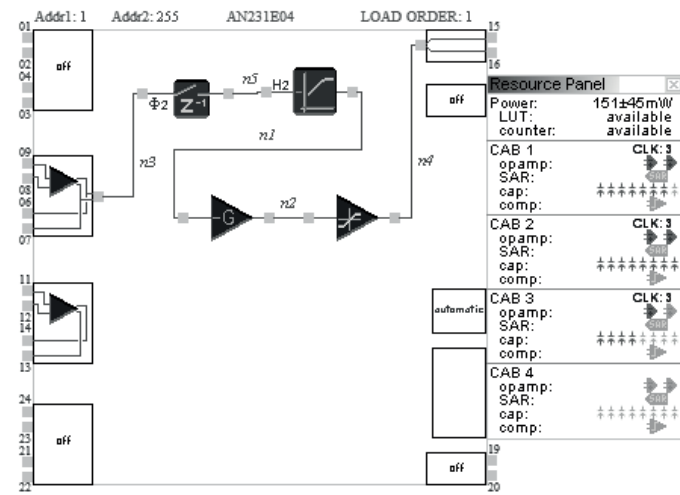 Addr1: 1 Addr2: 255 AN231E04 LOAD ORDER: 1
01
02
04
03
off
09
08
06
07
11
12
14
13
24
23
21
22
off
Φ2
Z-1
n5
H2
n1
n3
G
n2
n4
15
16
off
automatic
off
19
20
Resource Panel
Power: 151±45mW
LUT: available
counter: available
CAB 1 CLK: 3
opamp:
SAR: SAR
cap:
comp:
CAB 2 CLK: 3
opamp:
SAR: SAR
cap:
comp:
CAB 3 CLK: 3
opamp:
SAR: SAR
cap:
comp:
CAB 4
opamp:
SAR: SAR
cap:
comp: